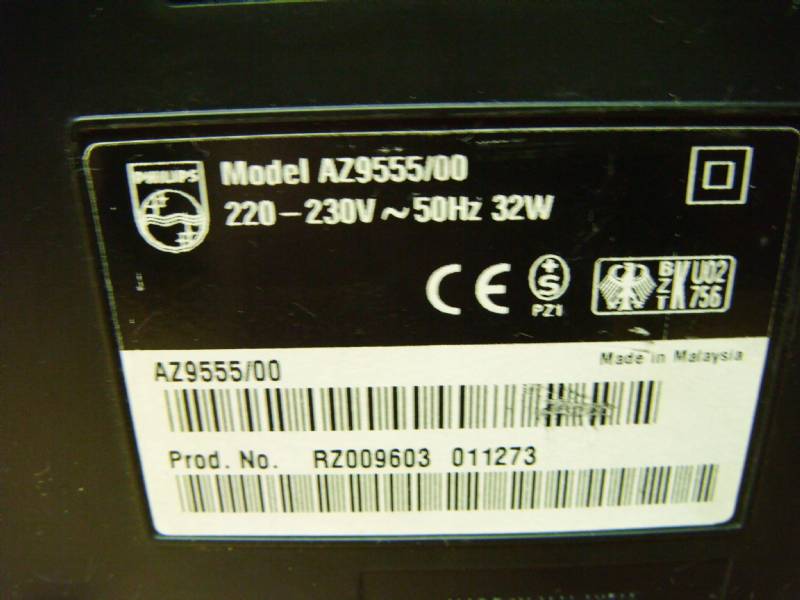 PHILIPS
Model AZ9555/00
220-230V~50Hz 32W
CE
+S
PZ1
BZT
K
U02
756
Made in Malaysia
AZ9555/00
Prod. No. RZ009603 011273